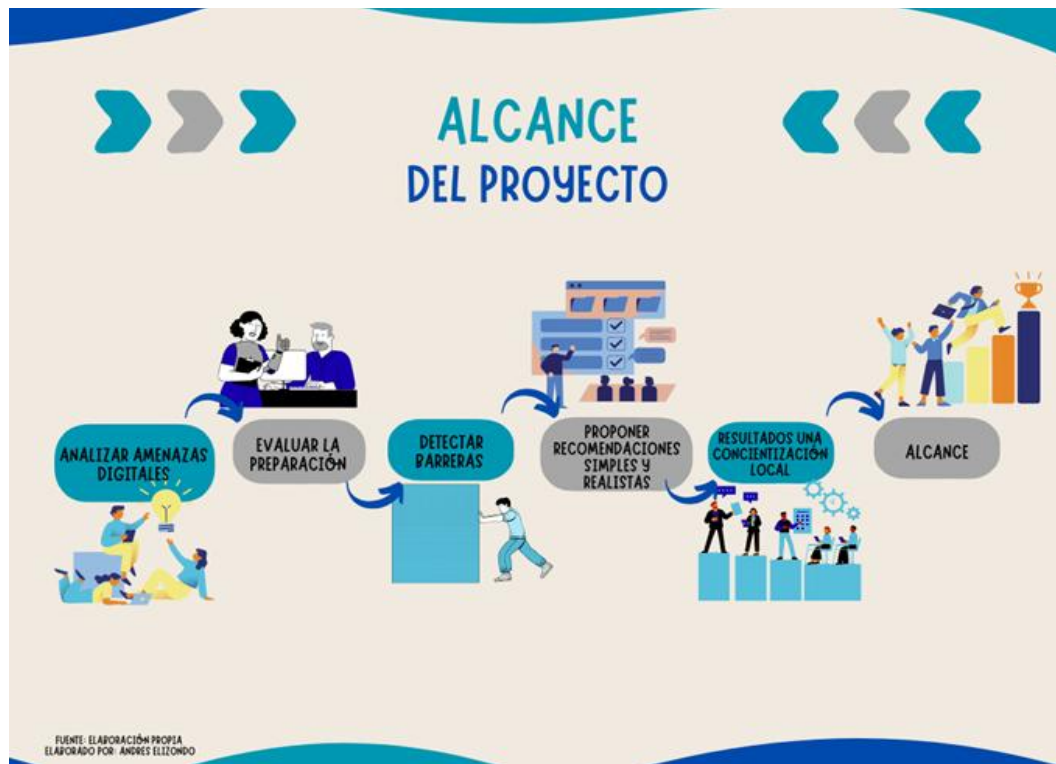 ALCANCE
DEL PROYECTO
ANALIZAR AMENAZAS
DIGITALES
EVALUAR LA
PREPARACIÓN
DETECTAR
BARRERAS
PROPONER
RECOMENDACIONES
SIMPLES Y
REALISTAS
RESULTADOS UNA
CONCIENTIZACIÓN
LOCAL
ALCANCE
FUENTE: ELABORACIÓN PROPIA
ELABORADO POR: ANDRES ELIZONDO